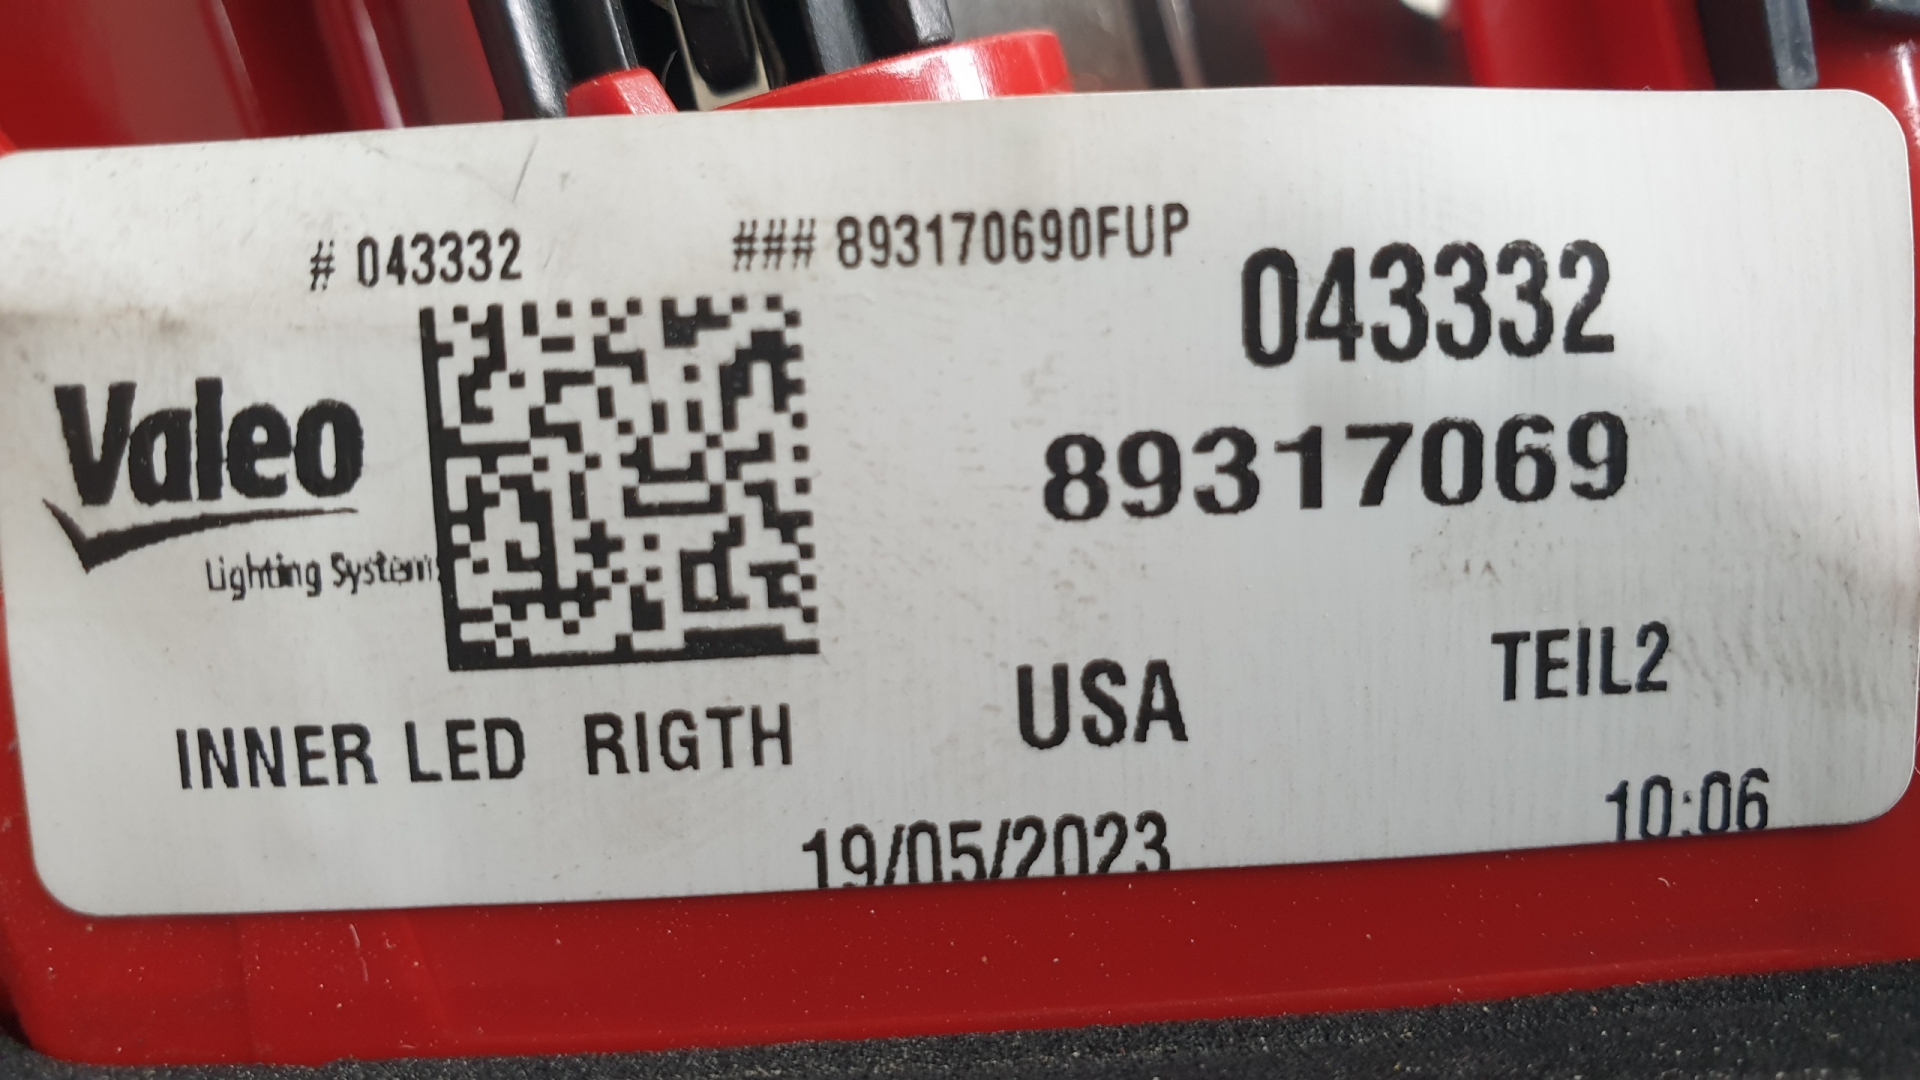 # 043332 ### 893170690FUP
043332
Valeo
89317069
Lighting Systems
USA TEIL2
INNER LED RIGTH
19/05/2023 10:06